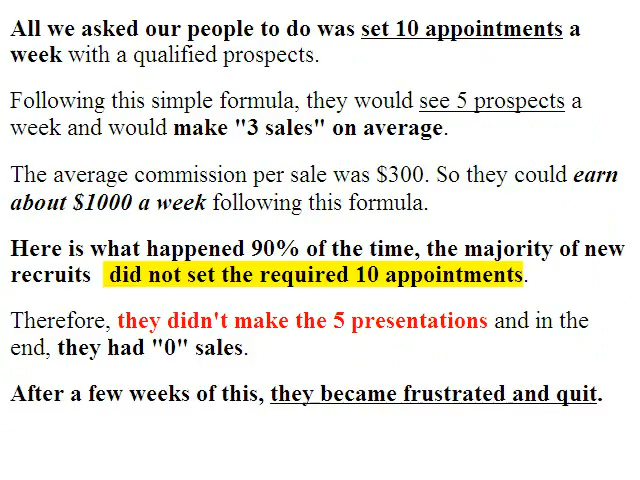 All we asked our people to do was set 10 appointments a
week with a qualified prospects.
Following this simple formula, they would see 5 prospects a
week and would make "3 sales" on average.
The average commission per sale was $300. So they could earn
about $1000 a week following this formula.
Here is what happened 90% of the time, the majority of new
recruits did not set the required 10 appointments.
Therefore, they didn't make the 5 presentations and in the
end, they had "0" sales.
After a few weeks of this, they became frustrated and quit.